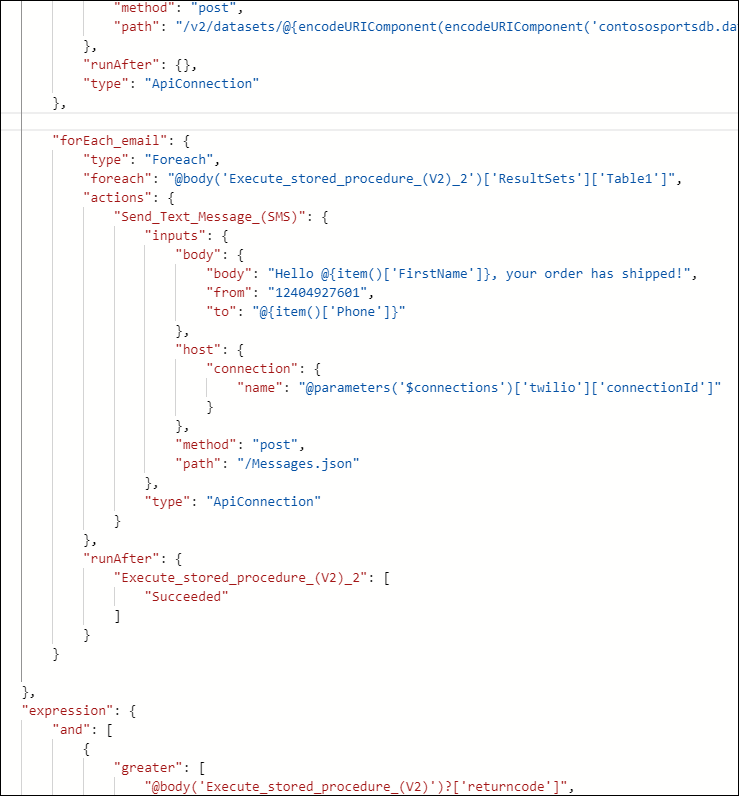 "method": "post",
"path": "/v2/datasets/@{encodeURIComponent(encodeURIComponent('contososportsdb.da
},
"runAfter": {},
"type": "ApiConnection"
},
"forEach_email": {
"type": "Foreach",
"foreach": "@body('Execute_stored_procedure_(V2)_2')['ResultSets']['Table1']",
"actions": {
"Send_Text_Message_(SMS)": {
"inputs": {
"body": {
"body": "Hello @{item()['FirstName']}, your order has shipped!",
"from": "12404927601",
"to": "@{item()['Phone']}"
},
"host": {
"connection": {
"name": "@parameters('$connections')['twilio']['connectionId']"
}
},
"method": "post",
"path": "/Messages.json"
},
"type": "ApiConnection"
}
},
"runAfter": {
"Execute_stored_procedure_(V2)_2": [
"Succeeded"
]
}
}
},
"expression": {
"and": [
{
"greater": [
"@body('Execute_stored_procedure_(V2)')?['returncode']",